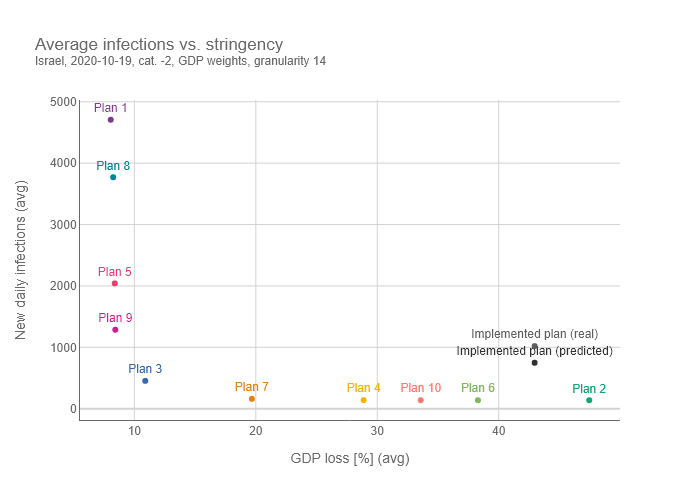 Average infections vs. stringency
Israel, 2020-10-19, cat. -2, GDP weights, granularity 14
New daily infections (avg)
5000
4000
3000
2000
1000
0
Plan 1
Plan 8
Plan 5
Plan 9
Plan 3
Plan 7
Plan 4
Plan 10
Plan 6
Plan 2
Implemented plan (real)
Implemented plan (predicted)
10
20
30
40
GDP loss [%] (avg)